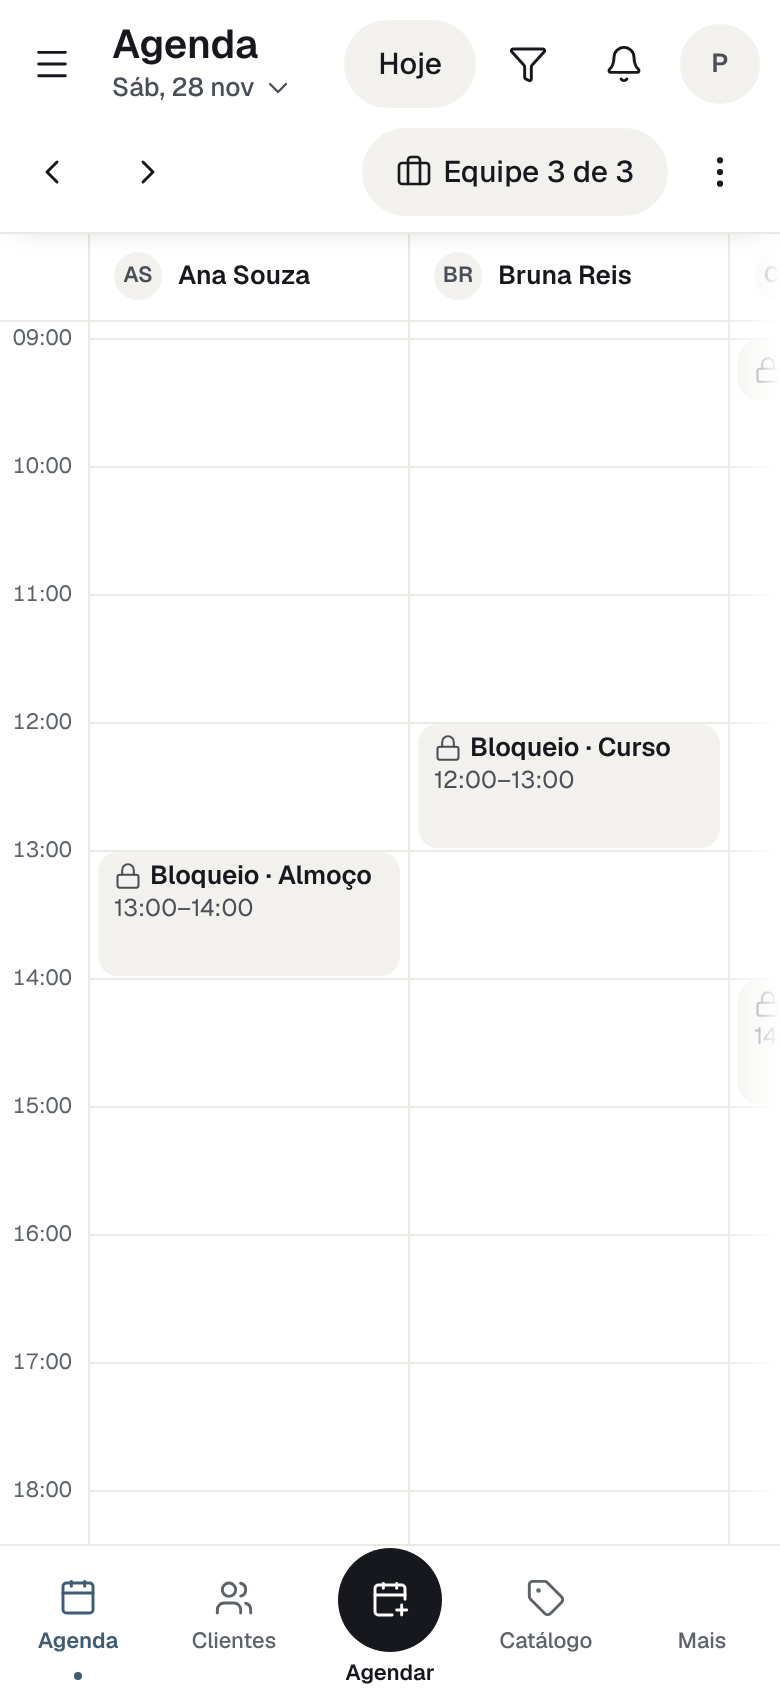 Agenda
Sáb, 28 nov
Hoje
P
Equipe 3 de 3
AS Ana Souza
BR Bruna Reis
09:00
10:00
11:00
12:00
Bloqueio · Curso
12:00–13:00
13:00
Bloqueio · Almoço
13:00–14:00
14:00
14
15:00
16:00
17:00
18:00
Agenda
Clientes
Agendar
Catálogo
Mais